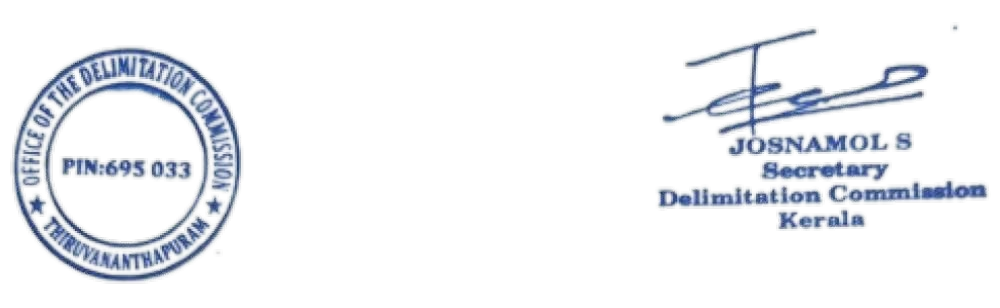 OFFICE OF THE DELIMITATION COMMISSION
PIN:695 033
★ THIRUVANANTHAPURAM ★
JOSNAMOL S
Secretary
Delimitation Commission
Kerala